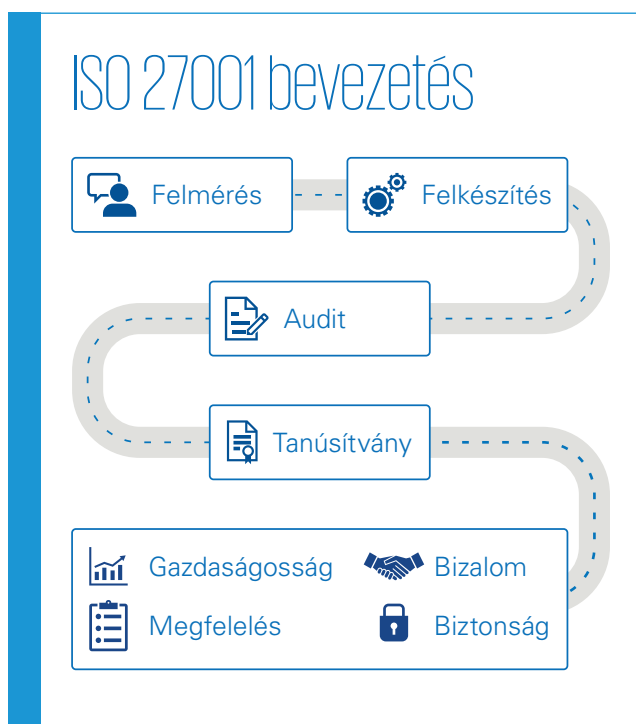 ISO 27001 bevezetés
Felmérés
Felkészítés
Audit
Tanúsítvány
Gazdaságosság
Bizalom
Megfelelés
Biztonság